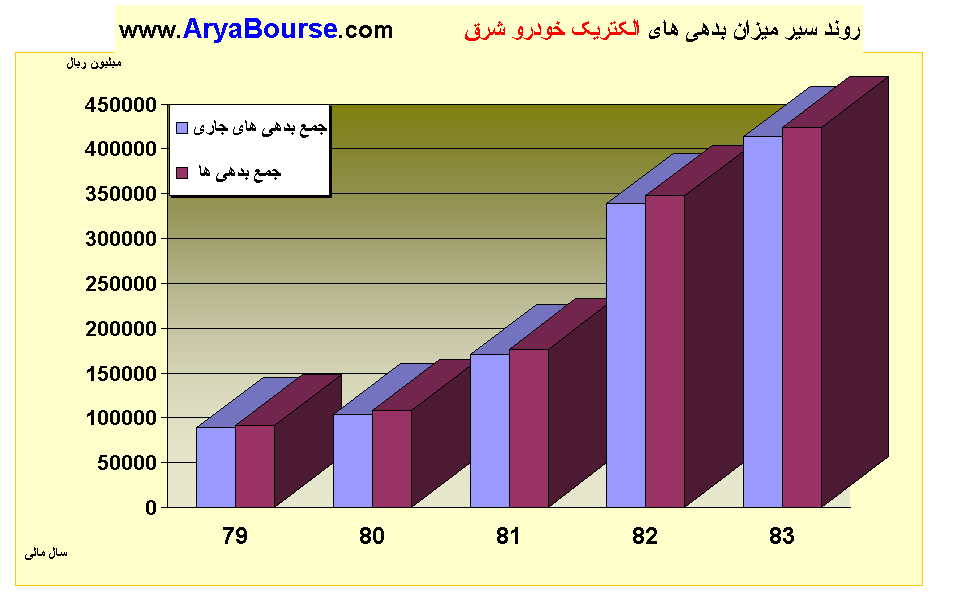 www.AryaBourse.com
روند سیر میزان بدهی های الکتریک خودرو شرق
میلیون ریال
450000
400000
350000
300000
250000
200000
150000
100000
50000
0
جمع بدهی های جاری
جمع بدهی ها
79 80 81 82 83
سال مالی